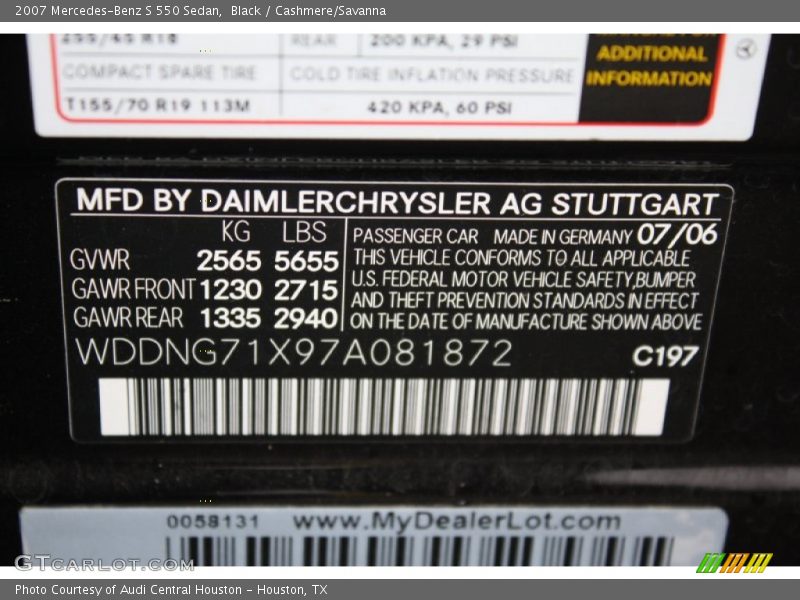 2007 Mercedes-Benz S 550 Sedan, Black / Cashmere/Savanna
255/45 R18 REAR 200 KPA, 29 PSI
COMPACT SPARE TIRE COLD TIRE INFLATION PRESSURE
T155/70 R19 113M 420 KPA, 60 PSI
ADDITIONAL
INFORMATION
MFD BY DAIMLERCHRYSLER AG STUTTGART
KG LBS
GVWR 2565 5655
GAWR FRONT 1230 2715
GAWR REAR 1335 2940
PASSENGER CAR MADE IN GERMANY 07/06
THIS VEHICLE CONFORMS TO ALL APPLICABLE
U.S. FEDERAL MOTOR VEHICLE SAFETY,BUMPER
AND THEFT PREVENTION STANDARDS IN EFFECT
ON THE DATE OF MANUFACTURE SHOWN ABOVE
WDDNG71X97A081872 C197
0058131 www.MyDealerLot.com
GTCarLot.com
Photo Courtesy of Audi Central Houston - Houston, TX